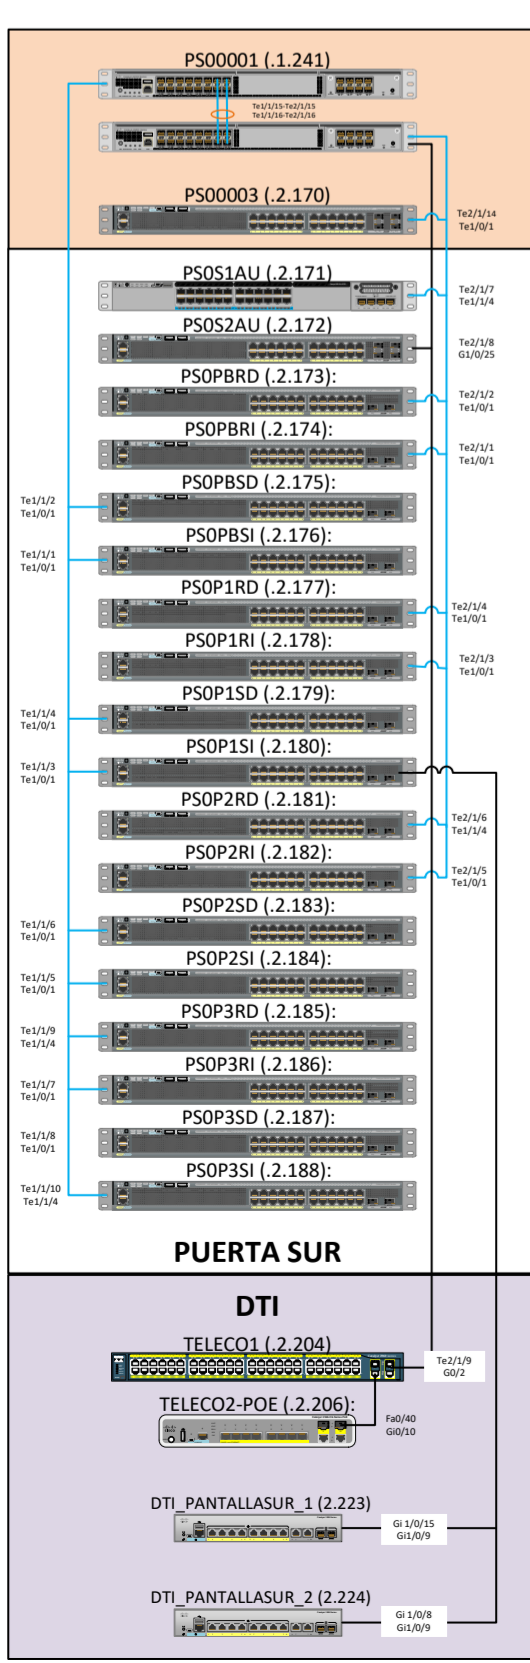 PS00001 (.1.241)
Te1/1/15-Te2/1/15
Te1/1/16-Te2/1/16
PS00003 (.2.170)
Te2/1/14
Te1/0/1
PS0S1AU (.2.171)
Te2/1/7
Te1/1/4
PS0S2AU (.2.172)
Te2/1/8
G1/0/25
PS0PBRD (.2.173):
Te2/1/2
Te1/0/1
PS0PBRI (.2.174):
Te2/1/1
Te1/0/1
PS0PBSD (.2.175):
Te1/1/2
Te1/0/1
PS0PBSI (.2.176):
Te1/1/1
Te1/0/1
PS0P1RD (.2.177):
Te2/1/4
Te1/0/1
PS0P1RI (.2.178):
Te2/1/3
Te1/0/1
PS0P1SD (.2.179):
Te1/1/4
Te1/0/1
PS0P1SI (.2.180):
Te1/1/3
Te1/0/1
PS0P2RD (.2.181):
Te2/1/6
Te1/1/4
PS0P2RI (.2.182):
Te2/1/5
Te1/0/1
PS0P2SD (.2.183):
Te1/1/6
Te1/0/1
PS0P2SI (.2.184):
Te1/1/5
Te1/0/1
PS0P3RD (.2.185):
Te1/1/9
Te1/1/4
PS0P3RI (.2.186):
Te1/1/7
Te1/0/1
PS0P3SD (.2.187):
Te1/1/8
Te1/0/1
PS0P3SI (.2.188):
Te1/1/10
Te1/1/4
PUERTA SUR
DTI
TELECO1 (.2.204)
Te2/1/9
G0/2
TELECO2-POE (.2.206):
Fa0/40
Gi0/10
DTI_PANTALLASUR_1 (2.223)
Gi 1/0/15
Gi1/0/9
DTI_PANTALLASUR_2 (2.224)
Gi 1/0/8
Gi1/0/9